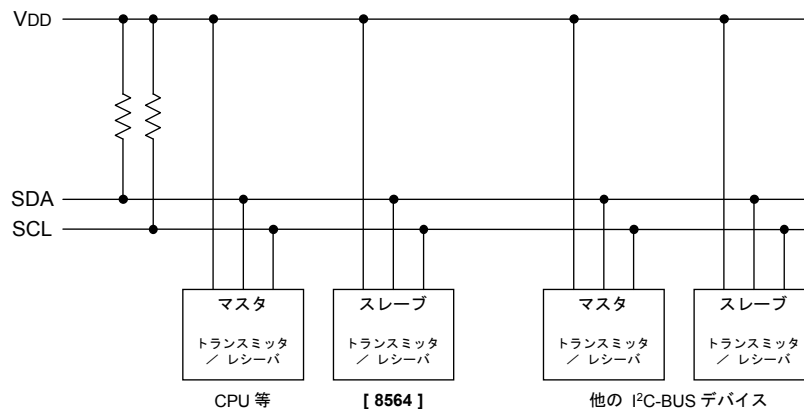 VDD
SDA
SCL
マスタ
トランスミッタ
／ レシーバ
スレーブ
トランスミッタ
／ レシーバ
マスタ
トランスミッタ
／ レシーバ
スレーブ
トランスミッタ
／ レシーバ
CPU 等
[ 8564 ]
他の I²C-BUS デバイス